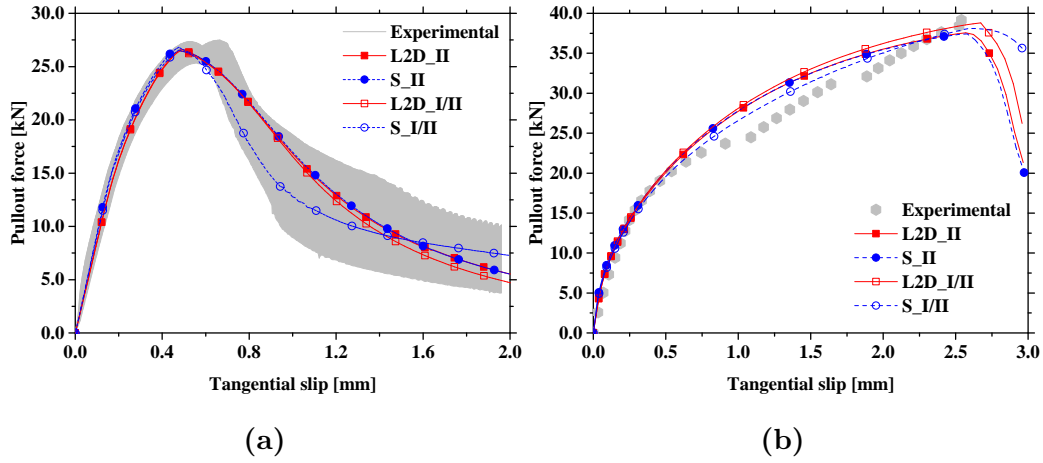 30.0
25.0
20.0
15.0
10.0
5.0
0.0
Pullout force [kN]
0.0 0.4 0.8 1.2 1.6 2.0
Tangential slip [mm]
Experimental
L2D_II
S_II
L2D_I/II
S_I/II
(a)
40.0
35.0
30.0
25.0
20.0
15.0
10.0
5.0
0.0
Pullout force [kN]
0.0 0.5 1.0 1.5 2.0 2.5 3.0
Tangential slip [mm]
Experimental
L2D_II
S_II
L2D_I/II
S_I/II
(b)